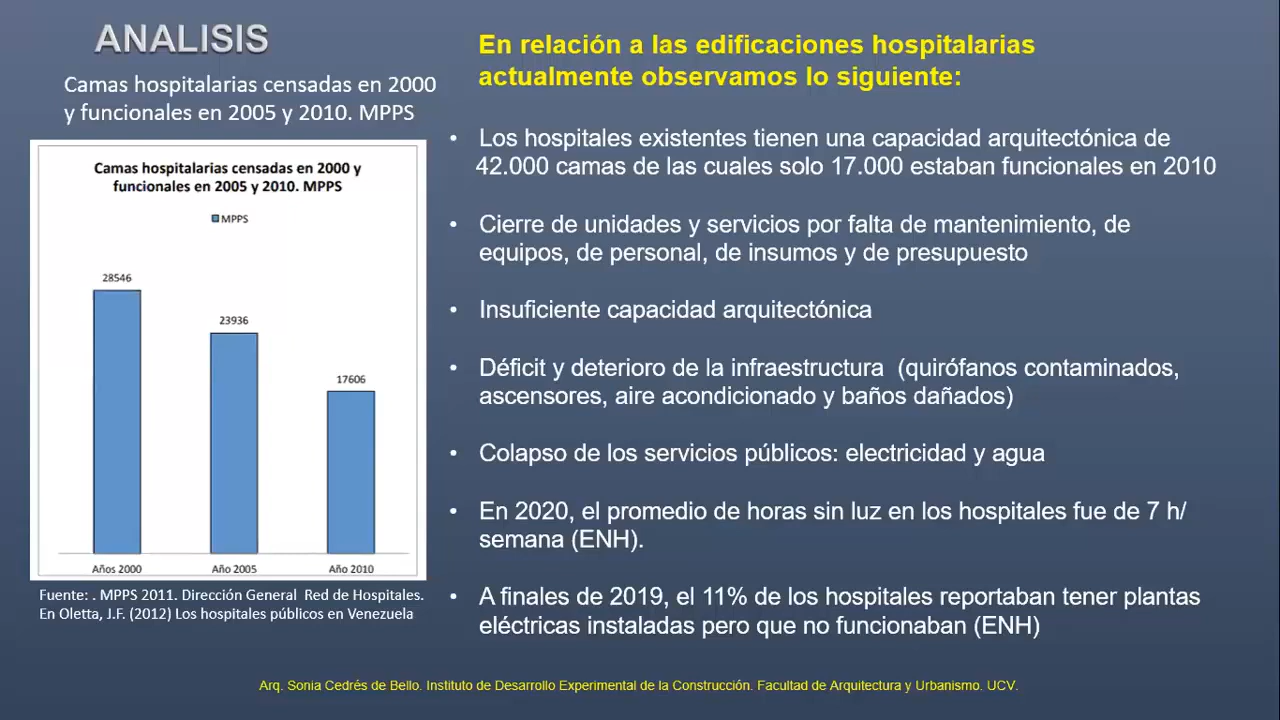 ANALISIS
Camas hospitalarias censadas en 2000
y funcionales en 2005 y 2010. MPPS
Camas hospitalarias censadas en 2000 y
funcionales en 2005 y 2010. MPPS
MPPS
28546
23936
17606
Años 2000
Año 2005
Año 2010
Fuente: . MPPS 2011. Dirección General Red de Hospitales.
En Oletta, J.F. (2012) Los hospitales públicos en Venezuela
En relación a las edificaciones hospitalarias
actualmente observamos lo siguiente:
• Los hospitales existentes tienen una capacidad arquitectónica de
42.000 camas de las cuales solo 17.000 estaban funcionales en 2010
• Cierre de unidades y servicios por falta de mantenimiento, de
equipos, de personal, de insumos y de presupuesto
• Insuficiente capacidad arquitectónica
• Déficit y deterioro de la infraestructura (quirófanos contaminados,
ascensores, aire acondicionado y baños dañados)
• Colapso de los servicios públicos: electricidad y agua
• En 2020, el promedio de horas sin luz en los hospitales fue de 7 h/
semana (ENH).
• A finales de 2019, el 11% de los hospitales reportaban tener plantas
eléctricas instaladas pero que no funcionaban (ENH)
Arq. Sonia Cedrés de Bello. Instituto de Desarrollo Experimental de la Construcción. Facultad de Arquitectura y Urbanismo. UCV.